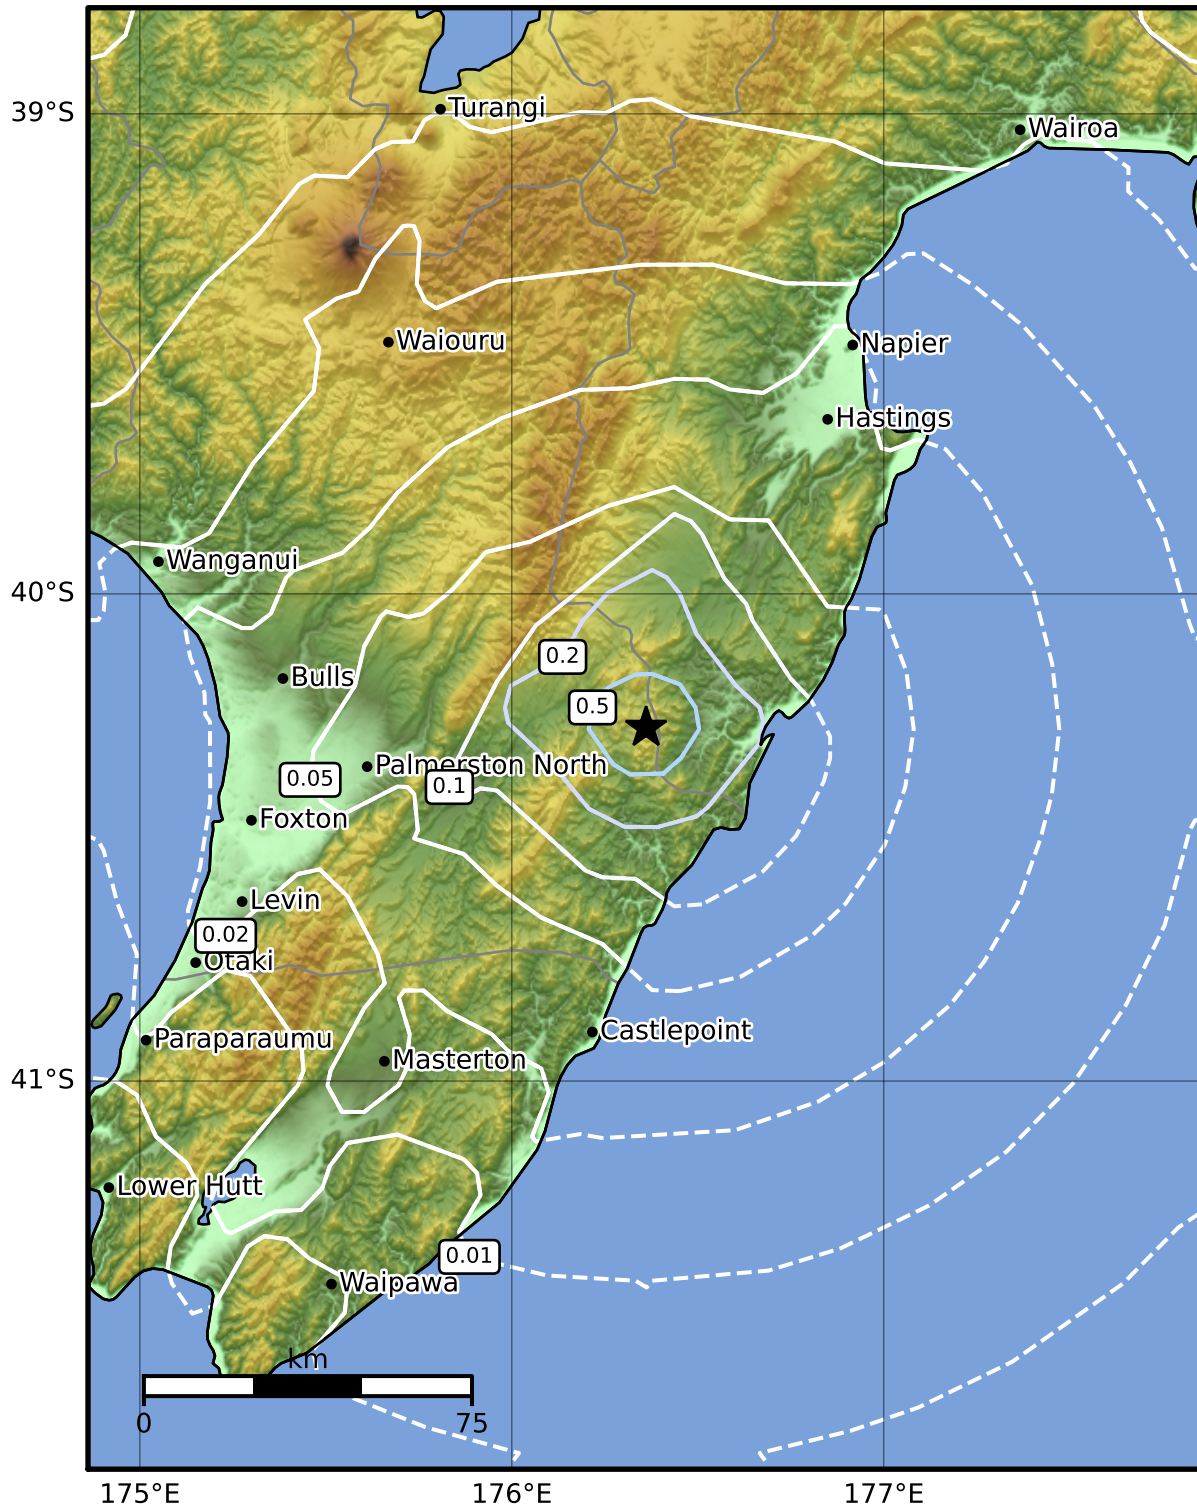 Turangi
39°S
Wairoa
Waiouru
Napier
Hastings
Wanganui
40°S
0.2
Bulls
0.5
Palmerston North
0.05
0.1
Foxton
Levin
0.02
Otaki
Castlepoint
Paraparaumu
Masterton
41°S
Lower Hutt
0.01
Waipawa
km
0
75
175°E
176°E
177°E